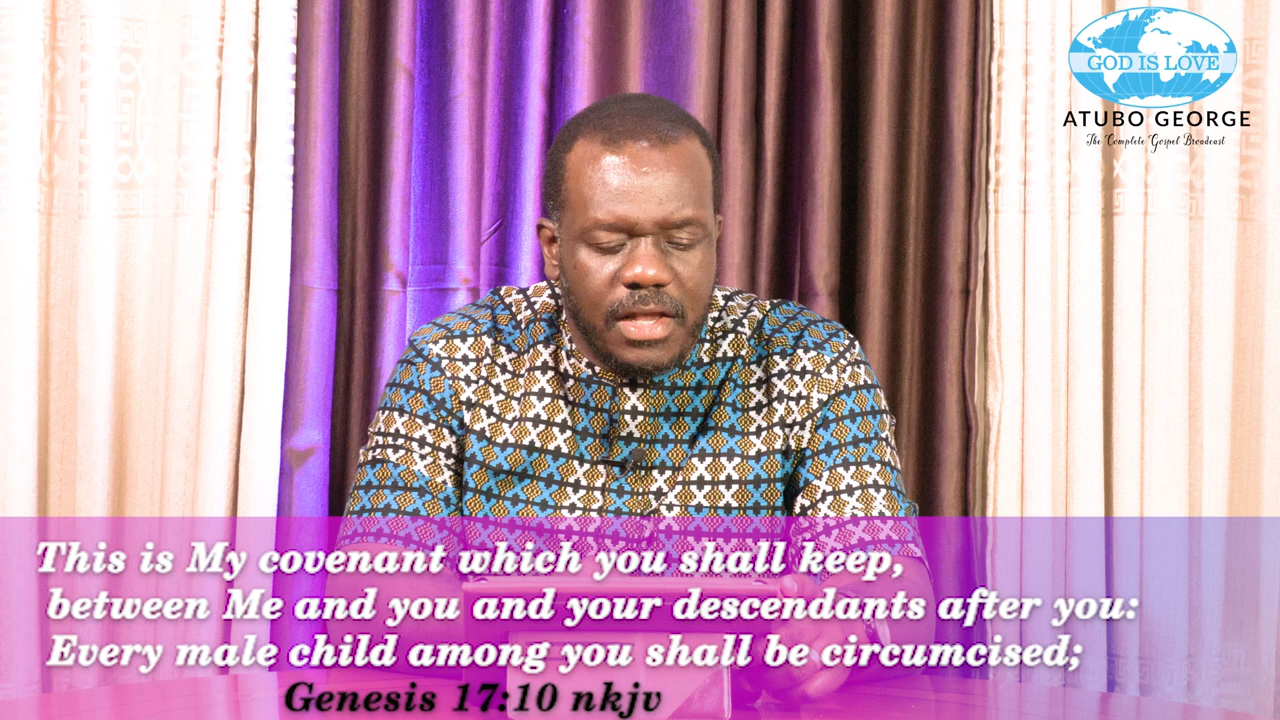 GOD IS LOVE
ATUBO GEORGE
The Complete Gospel Broadcast
This is My covenant which you shall keep,
between Me and you and your descendants after you:
Every male child among you shall be circumcised;
Genesis 17:10 nkjv